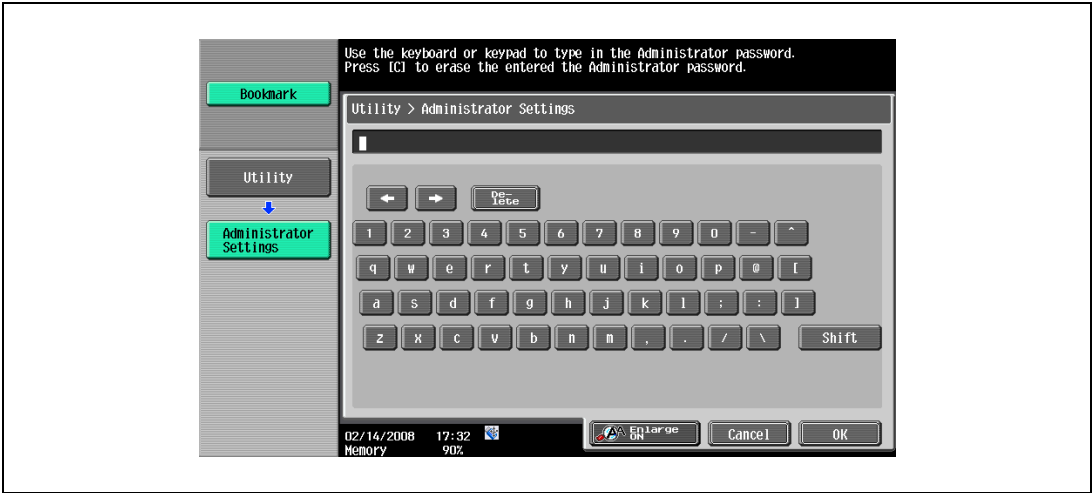 Use the keyboard or keypad to type in the Administrator password.
Press [C] to erase the entered the Administrator password.
Bookmark
Utility > Administrator Settings
Utility
Administrator
Settings
← → De-
lete
1 2 3 4 5 6 7 8 9 0 - ^
q w e r t y u i o p @ [
a s d f g h j k l ; : ]
z x c v b n m , . / \ Shift
02/14/2008 17:32
Memory 90%
AA Enlarge
ON
Cancel
OK